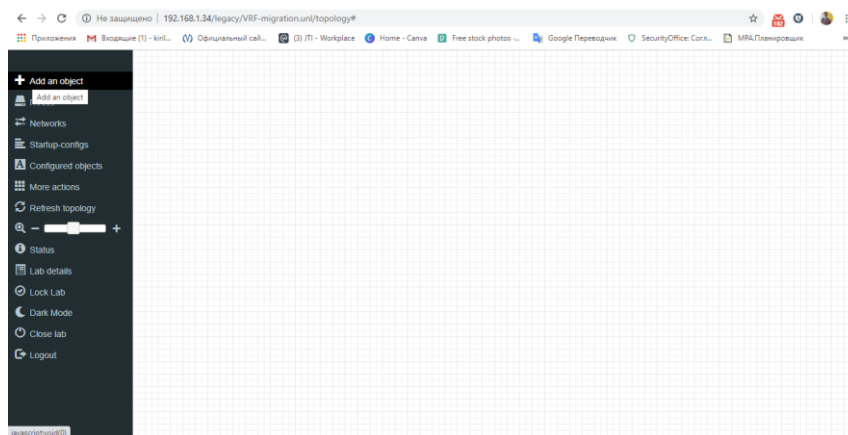 Не защищено | 192.168.1.34/legacy/VRF-migration.unl/topology#
Приложения Входящие (1) - kiril... Официальный сай... (3) JTI - Workplace Home - Canva Free stock photos -... Google Переводчик SecurityOffice: Согл... МРА.Планировщик
Add an object
Add an object
Networks
Startup-configs
Configured objects
More actions
Refresh topology
Status
Lab details
Lock Lab
Dark Mode
Close lab
Logout
javascript:void(0)